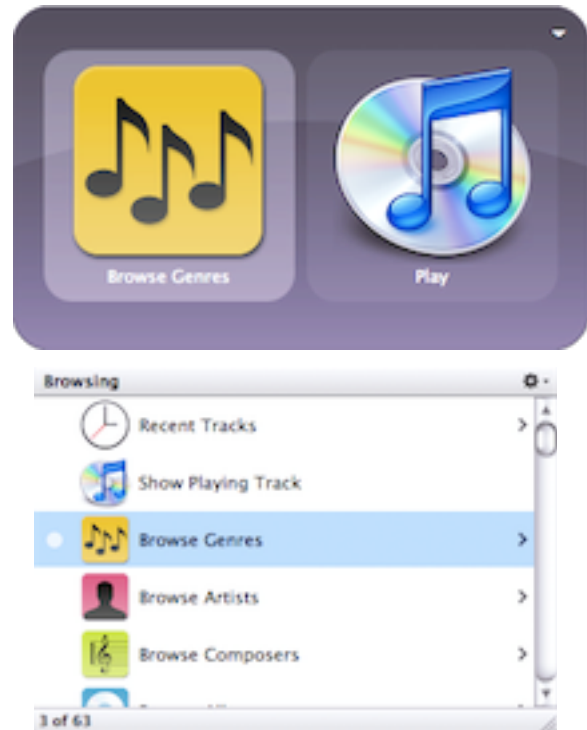 Browse Genres
Play
Browsing
Recent Tracks
Show Playing Track
Browse Genres
Browse Artists
Browse Composers
3 of 63